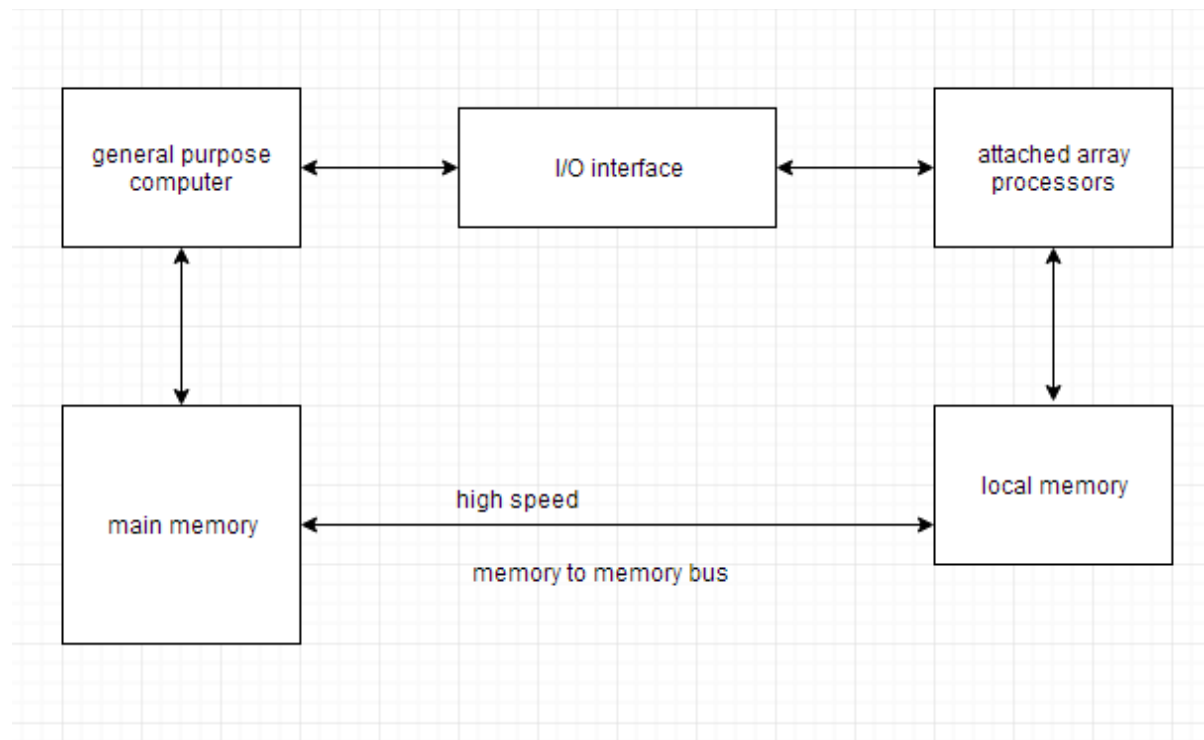 general purpose
computer
I/O interface
attached array
processors
main memory
high speed
memory to memory bus
local memory